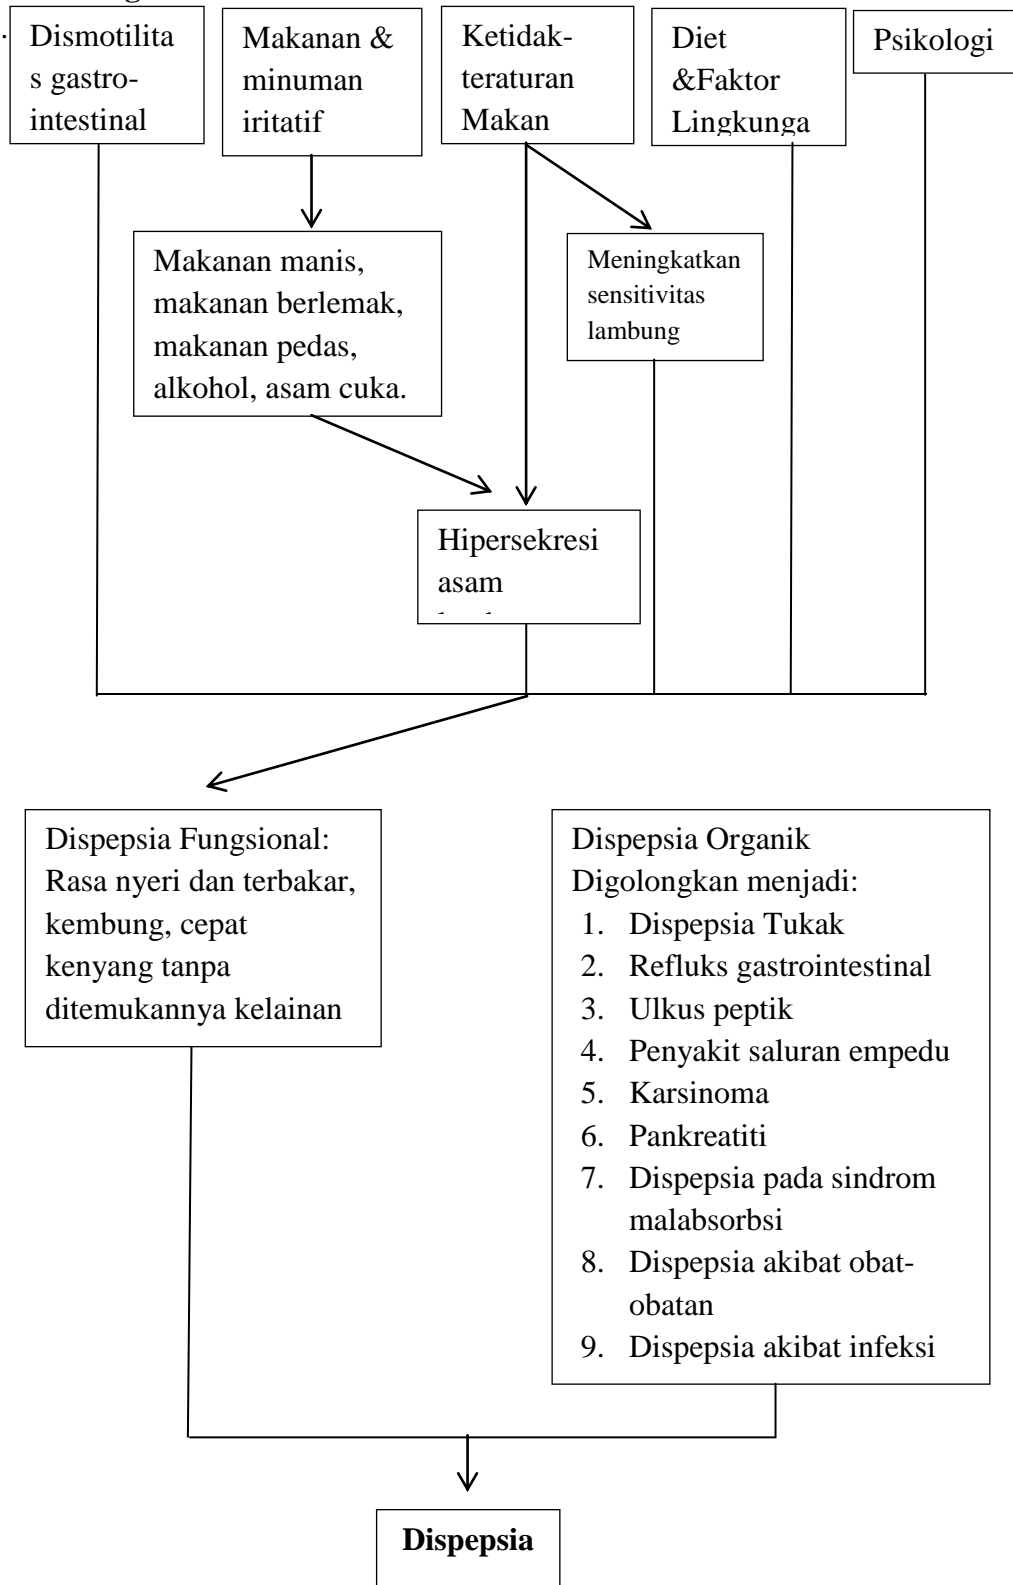 Dismotilita
s gastro-
intestinal
Makanan &
minuman
iritatif
Ketidak-
teraturan
Makan
Diet
&Faktor
Lingkunga
Psikologi
Makanan manis,
makanan berlemak,
makanan pedas,
alkohol, asam cuka.
Meningkatkan
sensitivitas
lambung
Hipersekresi
asam
Dispepsia Fungsional:
Rasa nyeri dan terbakar,
kembung, cepat
kenyang tanpa
ditemukannya kelainan
Dispepsia Organik
Digolongkan menjadi:
1. Dispepsia Tukak
2. Refluks gastrointestinal
3. Ulkus peptik
4. Penyakit saluran empedu
5. Karsinoma
6. Pankreatiti
7. Dispepsia pada sindrom
malabsorbsi
8. Dispepsia akibat obat-
obatan
9. Dispepsia akibat infeksi
Dispepsia